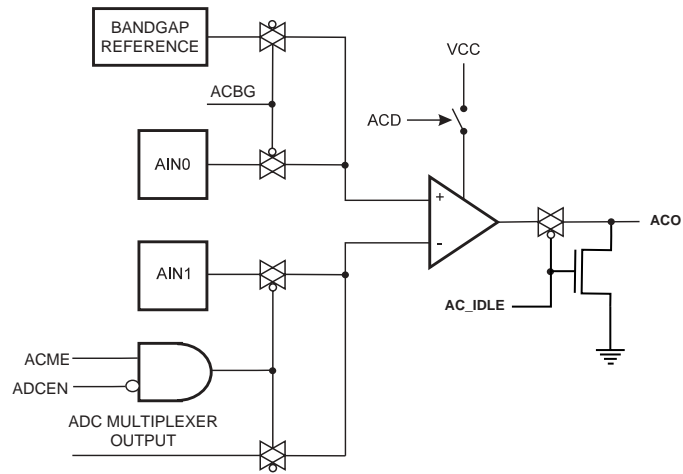 BANDGAP
REFERENCE
VCC
ACBG
ACD
AIN0
+
-
ACO
AIN1
AC_IDLE
ACME
ADCEN
ADC MULTIPLEXER
OUTPUT